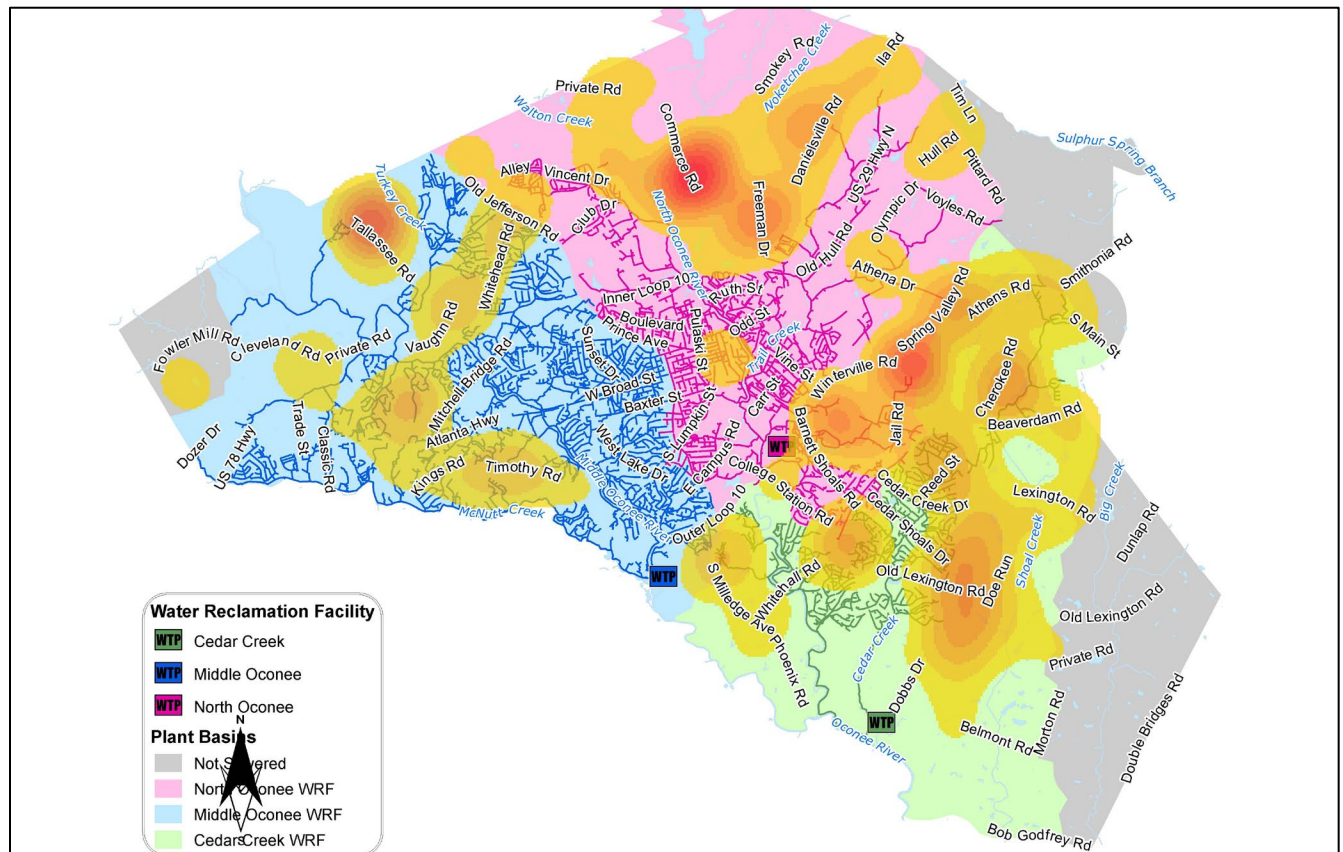 Smokey Rd
Noketchee Creek
Ila Rd
Private Rd
Walton Creek
Commerce Rd
Danielsville Rd
Tim Ln
US 29 Hwy N
Hull Rd
Sulphur Spring Branch
Pittard Rd
Turkey Creek
Alley
Vincent Dr
Old Jefferson Rd
Club Dr
North Oconee River
Freeman Dr
Olympic Dr
Voyles Rd
Tallassee Rd
Whitehead Rd
Old Hull Rd
Athena Dr
Smithonia Rd
Inner Loop 10
Ruth St
Spring Valley Rd
Athens Rd
S Main St
Fowler Mill Rd
Cleveland Rd
Private Rd
Vaughn Rd
Boulevard
Prince Ave
Pulaski St
Odd St
Trail Creek
Vine St
Winterville Rd
Mitchell Bridge Rd
Sunset Dr
W Broad St
Baxter St
Carr St
Cherokee Rd
Beaverdam Rd
Jail Rd
Dozer Dr
US 78 Hwy
Trade St
Classic Rd
Atlanta Hwy
Kings Rd
Timothy Rd
West Lake Dr
S Lumpkin St
E Campus Rd
WT
Barnett Shoals Rd
College Station Rd
Cedar Creek Dr
Reed St
Lexington Rd
Big Creek
McNutt Creek
Middle Oconee River
Outer Loop 10
Cedar Shoals Dr
Dunlap Rd
Shoal Creek
WTP
S Milledge Ave
Whitehall Rd
Old Lexington Rd
Doe Run
Old Lexington Rd
Phoenix Rd
Cedar Creek
Private Rd
Dobbs Dr
WTP
Oconee River
Belmont Rd
Morton Rd
Double Bridges Rd
Bob Godfrey Rd
Water Reclamation Facility
WTP Cedar Creek
WTP Middle Oconee
WTP North Oconee
N
Plant Basins
Not Sewered
North Oconee WRF
Middle Oconee WRF
Cedar Creek WRF
S